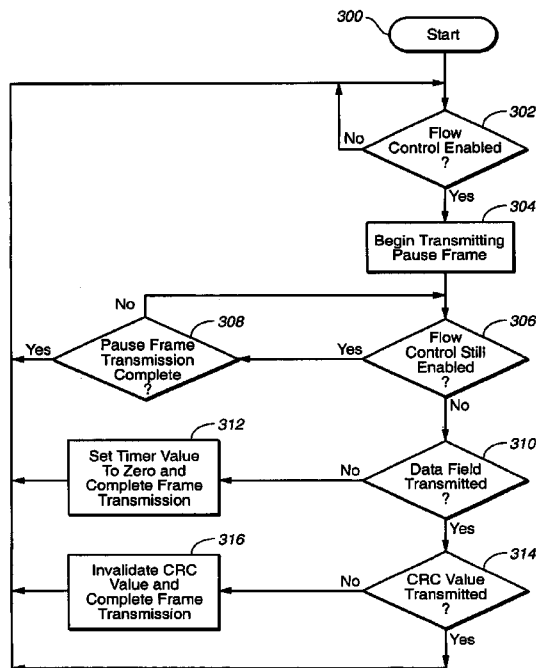 300
Start
302
No
Flow
Control Enabled
?
Yes
304
Begin Transmitting
Pause Frame
No
308
306
Yes
Pause Frame
Transmission
Complete
?
Yes
Flow
Control Still
Enabled
?
No
312
310
Set Timer Value
To Zero and
Complete Frame
Transmission
No
Data Field
Transmitted
?
Yes
316
314
Invalidate CRC
Value and
Complete Frame
Transmission
No
CRC Value
Transmitted
?
Yes